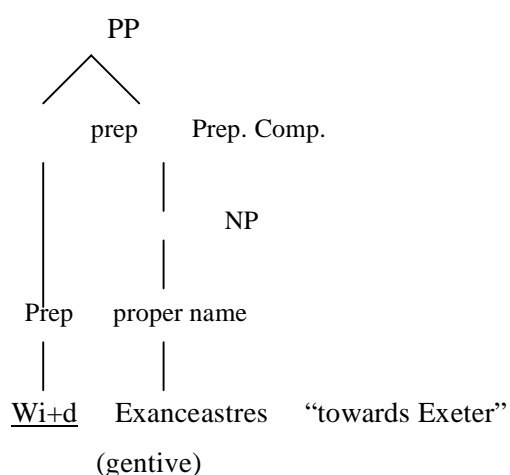 PP
prep Prep. Comp.
NP
Prep proper name
Wi+d Exanceastres “towards Exeter”
(gentive)